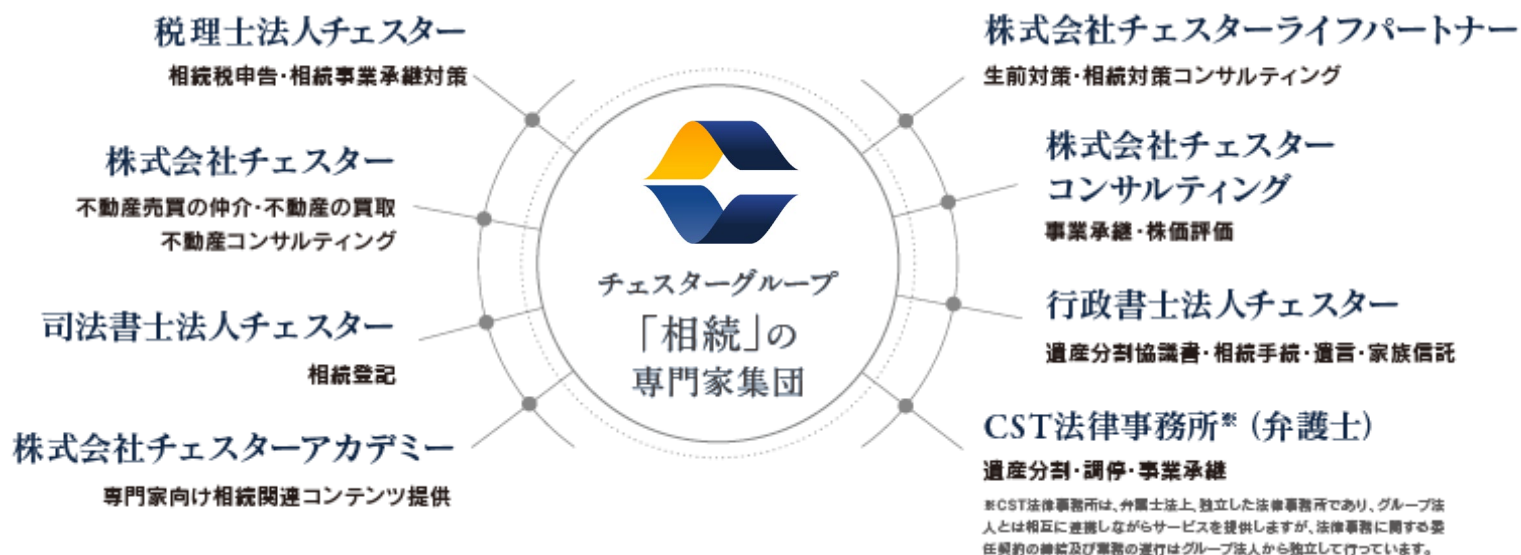 税理士法人チェスター
相続税申告・相続事業承継対策
株式会社チェスター
不動産売買の仲介・不動産の買取
不動産コンサルティング
司法書士法人チェスター
相続登記
株式会社チェスターアカデミー
専門家向け相続関連コンテンツ提供
チェスターグループ
「相続」の
専門家集団
株式会社チェスターライフパートナー
生前対策・相続対策コンサルティング
株式会社チェスター
コンサルティング
事業承継・株価評価
行政書士法人チェスター
遺産分割協議書・相続手続・遺言・家族信託
CST法律事務所※（弁護士）
遺産分割・調停・事業承継
※CST法律事務所は、弁護士法上、独立した法律事務所であり、グループ法
人とは相互に連携しながらサービスを提供しますが、法律事務に関する委
任契約の締結及び業務の遂行はグループ法人から独立して行っています。